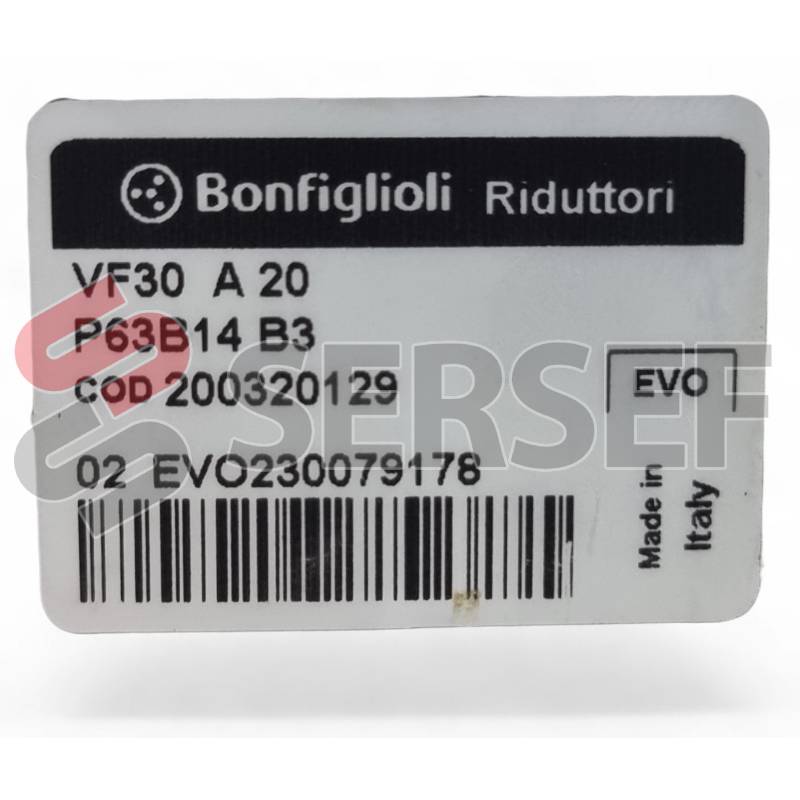 Bonfiglioli Riduttori
VF30 A 20
P63B14 B3
COD 200320129
EVO
SERSEF
02 EVO230079178
Made in
Italy